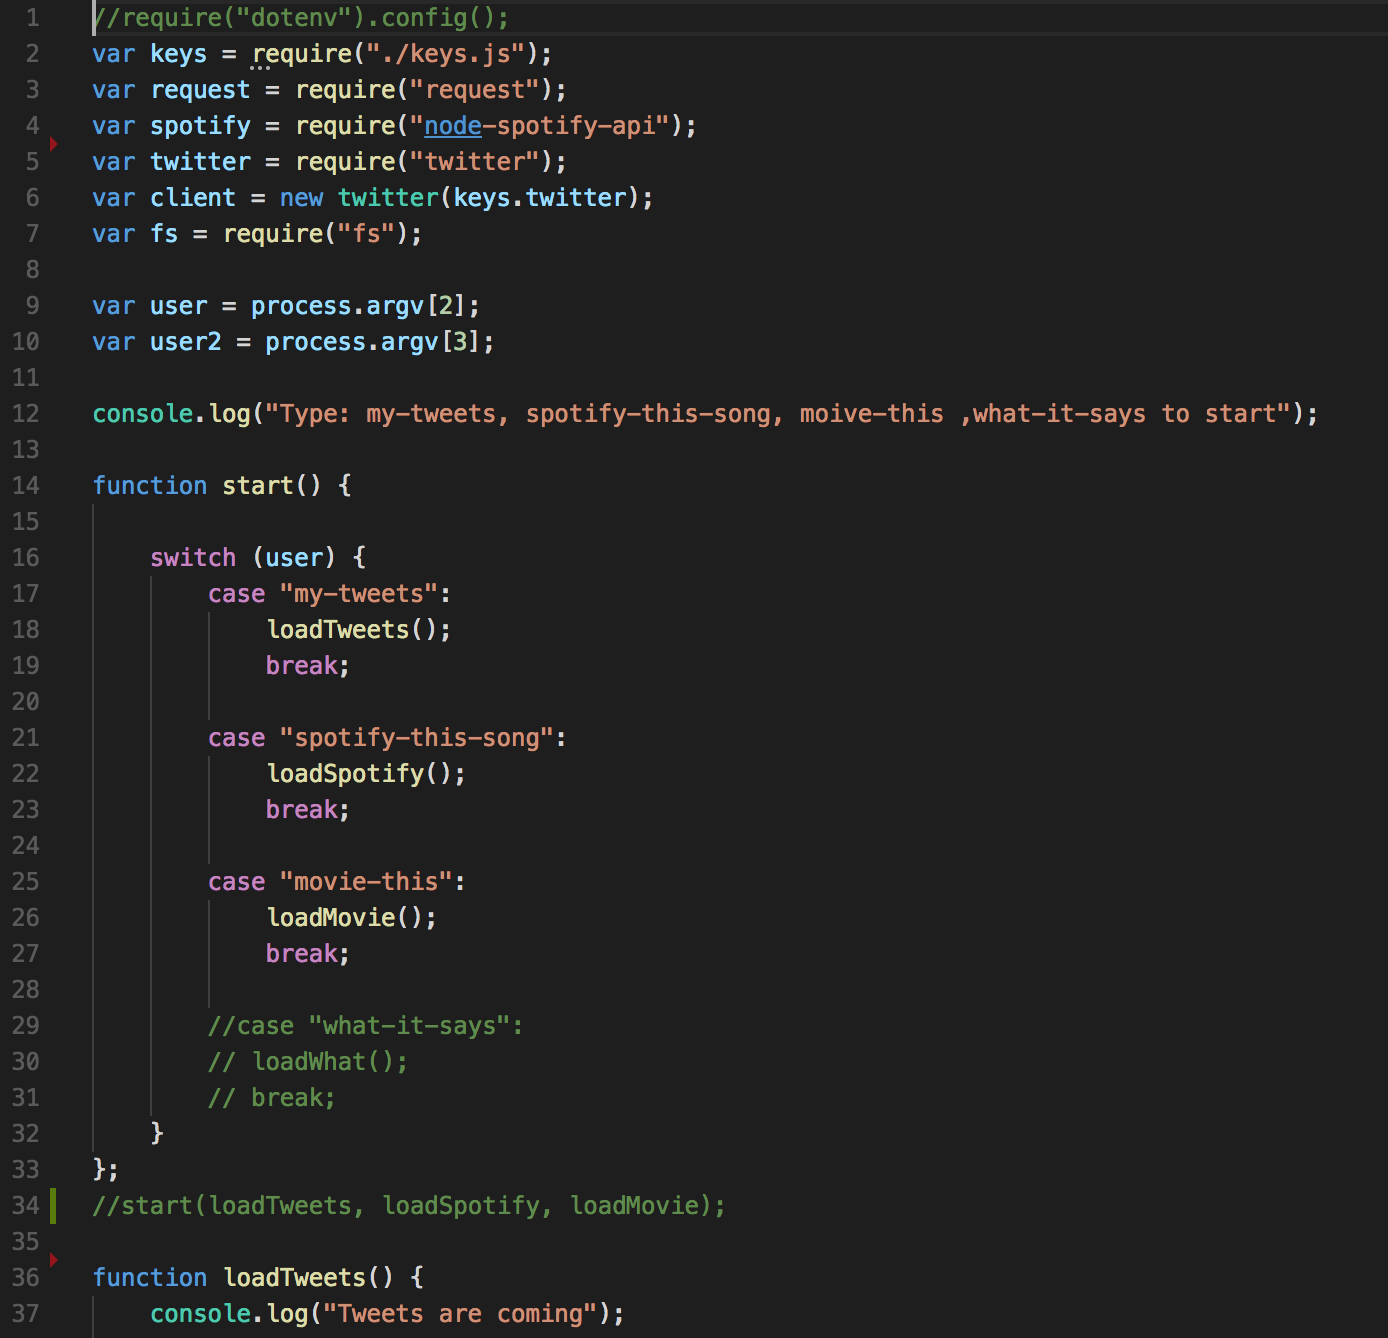 1 //require("dotenv").config();
2 var keys = require("./keys.js");
3 var request = require("request");
4 var spotify = require("node-spotify-api");
5 var twitter = require("twitter");
6 var client = new twitter(keys.twitter);
7 var fs = require("fs");
8
9 var user = process.argv[2];
10 var user2 = process.argv[3];
11
12 console.log("Type: my-tweets, spotify-this-song, moive-this ,what-it-says to start");
13
14 function start() {
15
16     switch (user) {
17         case "my-tweets":
18             loadTweets();
19             break;
20
21         case "spotify-this-song":
22             loadSpotify();
23             break;
24
25         case "movie-this":
26             loadMovie();
27             break;
28
29         //case "what-it-says":
30         // loadWhat();
31         // break;
32     }
33 };
34 //start(loadTweets, loadSpotify, loadMovie);
35
36 function loadTweets() {
37     console.log("Tweets are coming");